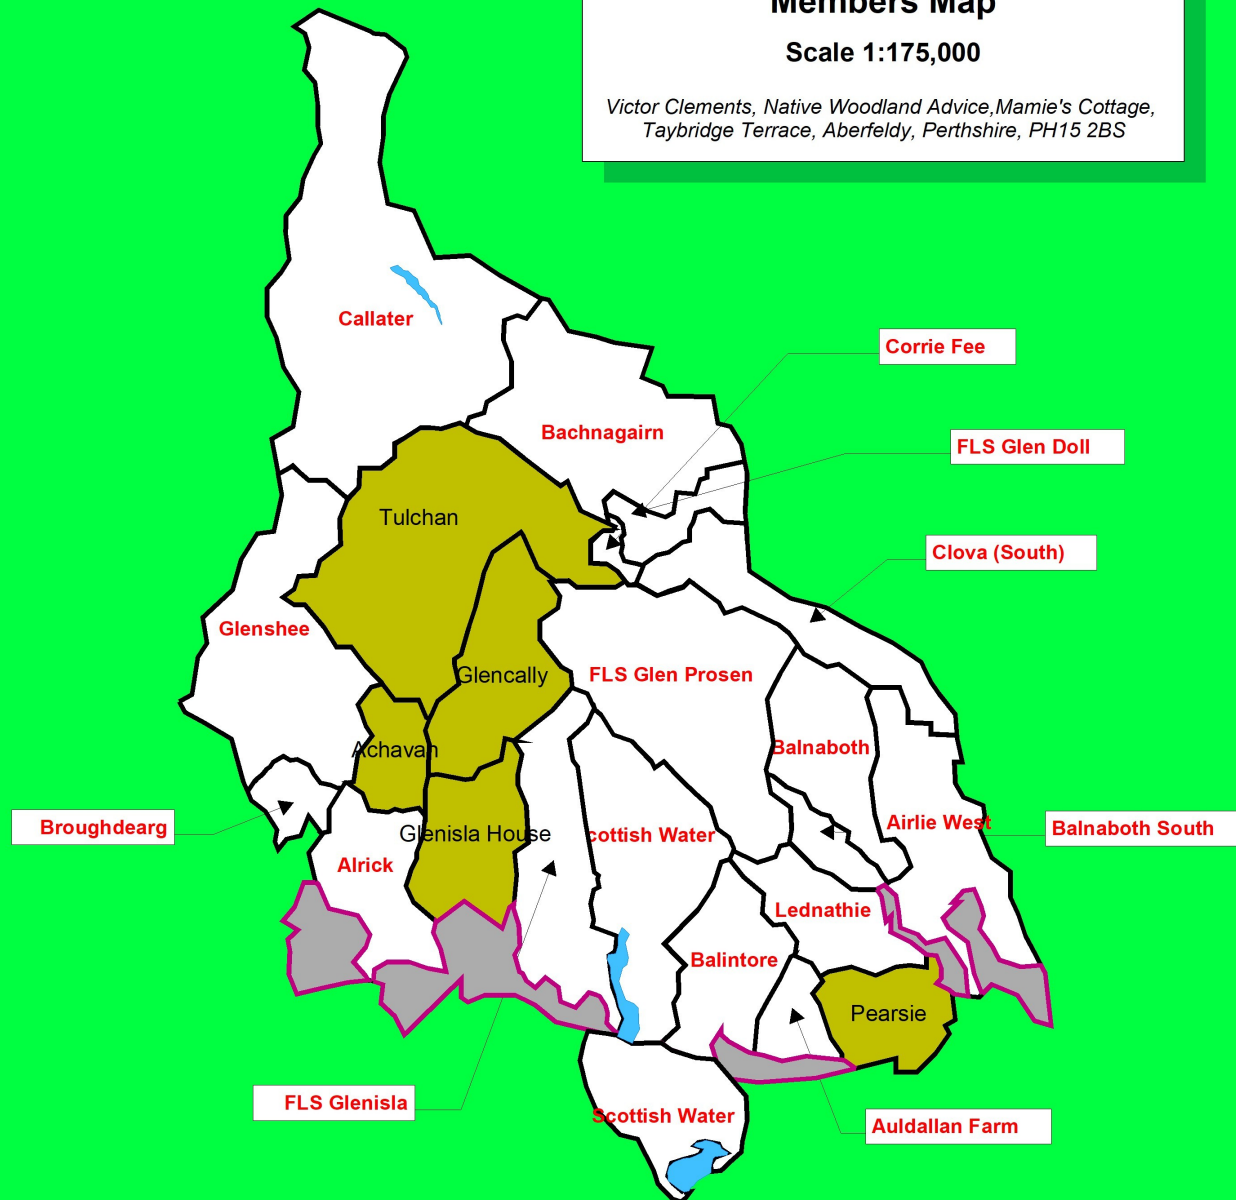 Members Map
Scale 1:175,000
Victor Clements, Native Woodland Advice,Mamie's Cottage,
Taybridge Terrace, Aberfeldy, Perthshire, PH15 2BS
Callater
Corrie Fee
Bachnagairn
FLS Glen Doll
Tulchan
Clova (South)
Glenshee
Glencally
FLS Glen Prosen
Achavan
Balnaboth
Broughdearg
Glenisla House
cottish Water
Airlie West
Balnaboth South
Alrick
Lednathie
Balintore
Pearsie
FLS Glenisla
Scottish Water
Auldallan Farm